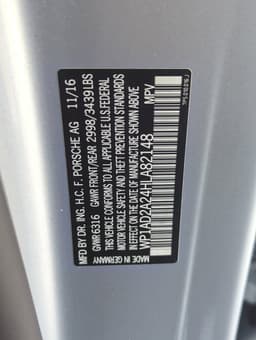 MFD BY DR. ING. H.C. F. PORSCHE AG 11/16
GVWR 6316 GAWR FRONT/REAR 2998/3439 LBS
THIS VEHICLE CONFORMS TO ALL APPLICABLE U.S. FEDERAL
MOTOR VEHICLE SAFETY AND THEFT PREVENTION STANDARDS
IN EFFECT ON THE DATE OF MANUFACTURE SHOWN ABOVE
WP1AD2A24HLA82148 MPV
MADE IN GERMANY